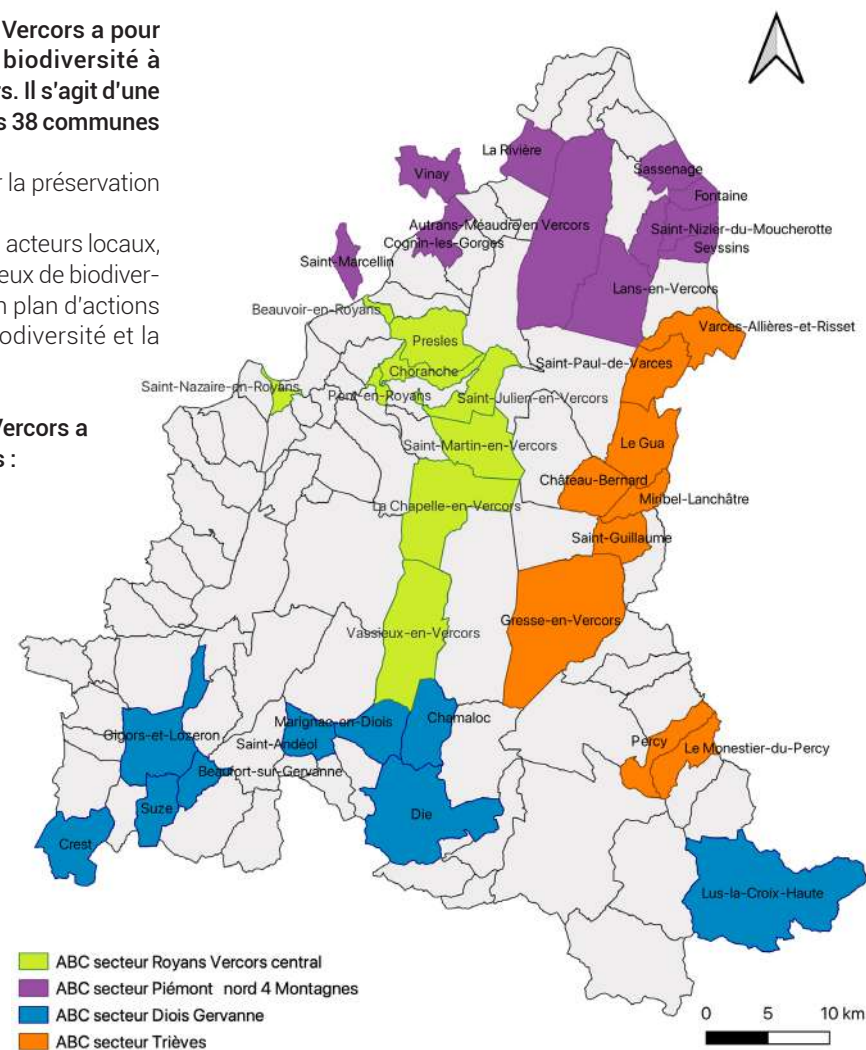 Vercors a pour
biodiversité à
rs. Il s'agit d'une
s 38 communes
r la préservation
acteurs locaux,
eux de biodiver-
n plan d'actions
odiversité et la
Vercors a
s :
La Rivière
Vinay
Sassenage
Fontaine
Autrans-Méaudre en Vercors
Saint-Nizier-du-Moucherotte
Cognin-les-Gorges
Seyssins
Saint-Marcellin
Lans-en-Vercors
Beauvoir-en-Royans
Varces-Allières-et-Risset
Presles
Saint-Paul-de-Varces
Choranche
Saint-Nazaire-en-Royans
Pont-en-Royans
Saint-Julien-en-Vercors
Saint-Martin-en-Vercors
Le Gua
Château-Bernard
Miribel-Lanchâtre
La Chapelle-en-Vercors
Saint-Guillaume
Gresse-en-Vercors
Vassieux-en-Vercors
Marignac-en-Diois
Chamaloc
Gigors-et-Lozeron
Saint-Andéol
Percy
Le Monestier-du-Percy
Beaufort-sur-Gervanne
Suze
Die
Crest
Lus-la-Croix-Haute
ABC secteur Royans Vercors central
ABC secteur Piémont nord 4 Montagnes
ABC secteur Diois Gervanne
ABC secteur Trièves
0 5 10 km